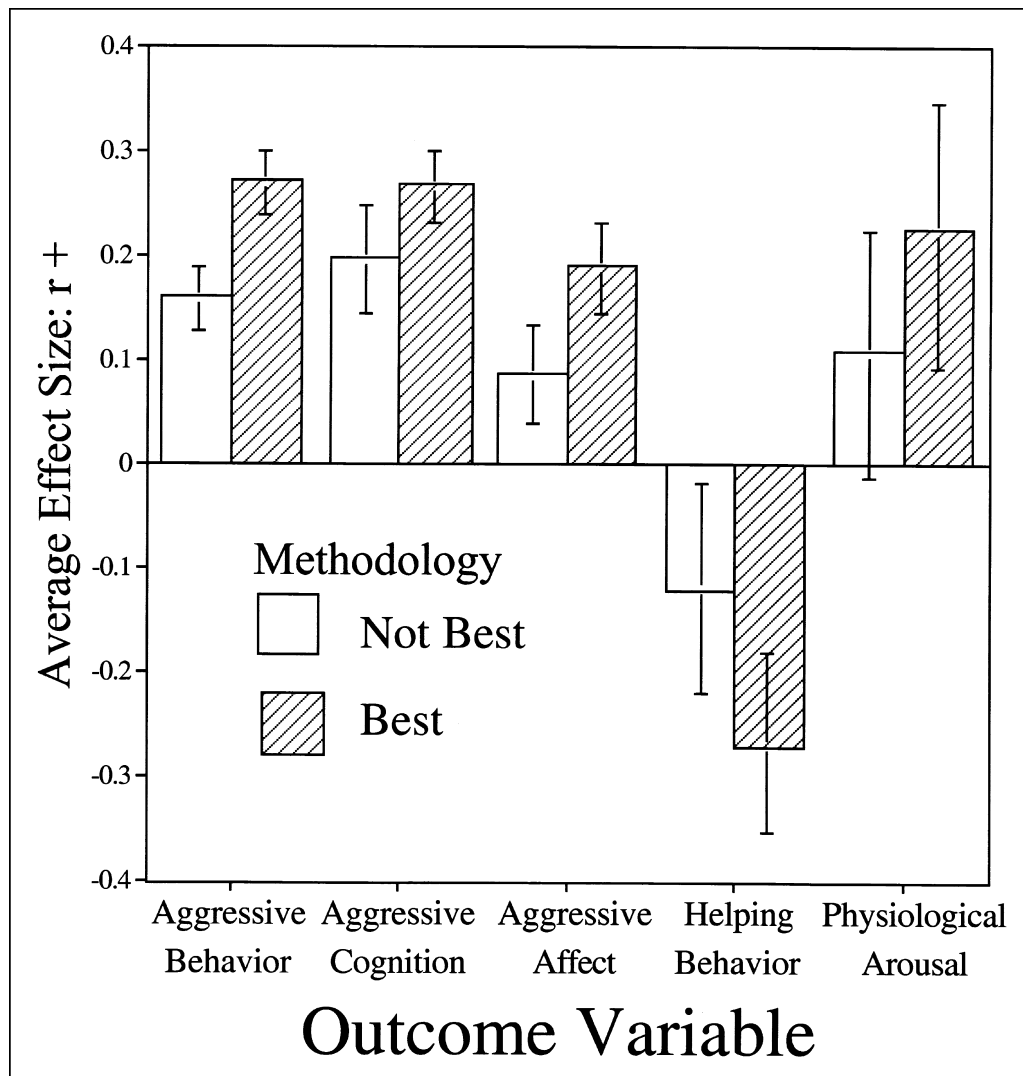 0.4
0.3
0.2
0.1
0
-0.1
-0.2
-0.3
-0.4
Average Effect Size: r +
Methodology
Not Best
Best
Aggressive Aggressive Aggressive Helping Physiological
Behavior Cognition Affect Behavior Arousal
Outcome Variable